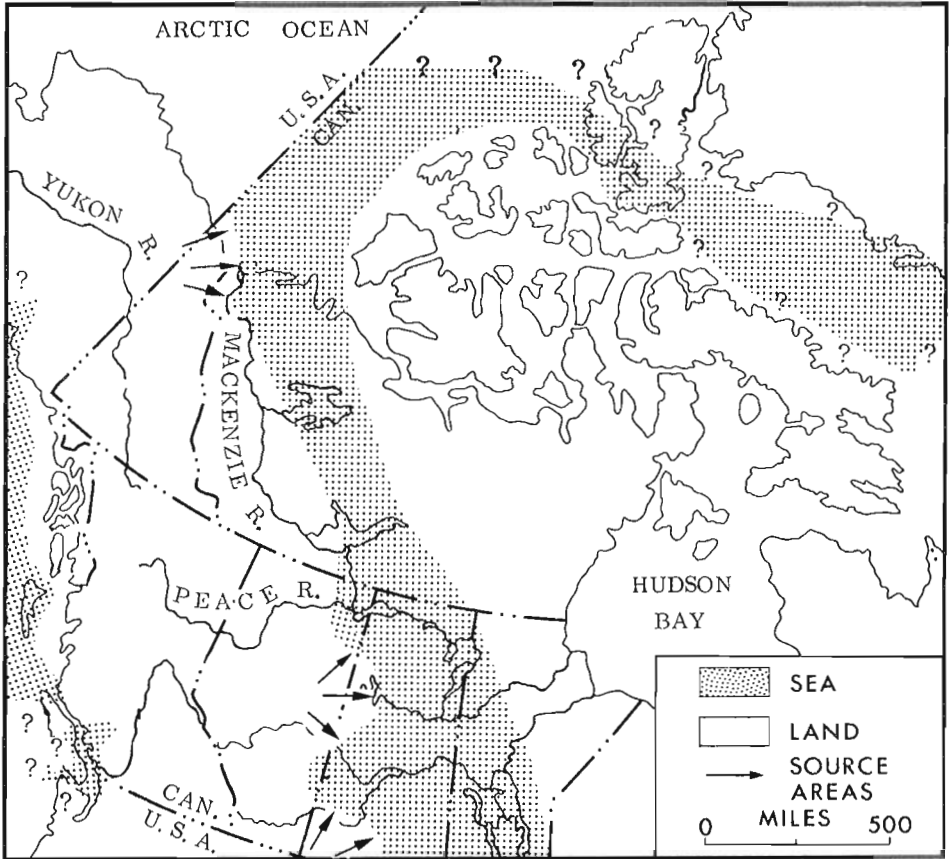 ARCTIC OCEAN
? ? ?
U.S.A.
CAN.
?
?
YUKON
R.
?
?
?
?
?
?
MACKENZIE
R.
PEACE R.
HUDSON
BAY
?
?
?
?
CAN.
U.S.A.
SEA
LAND
SOURCE
AREAS
MILES
0 500